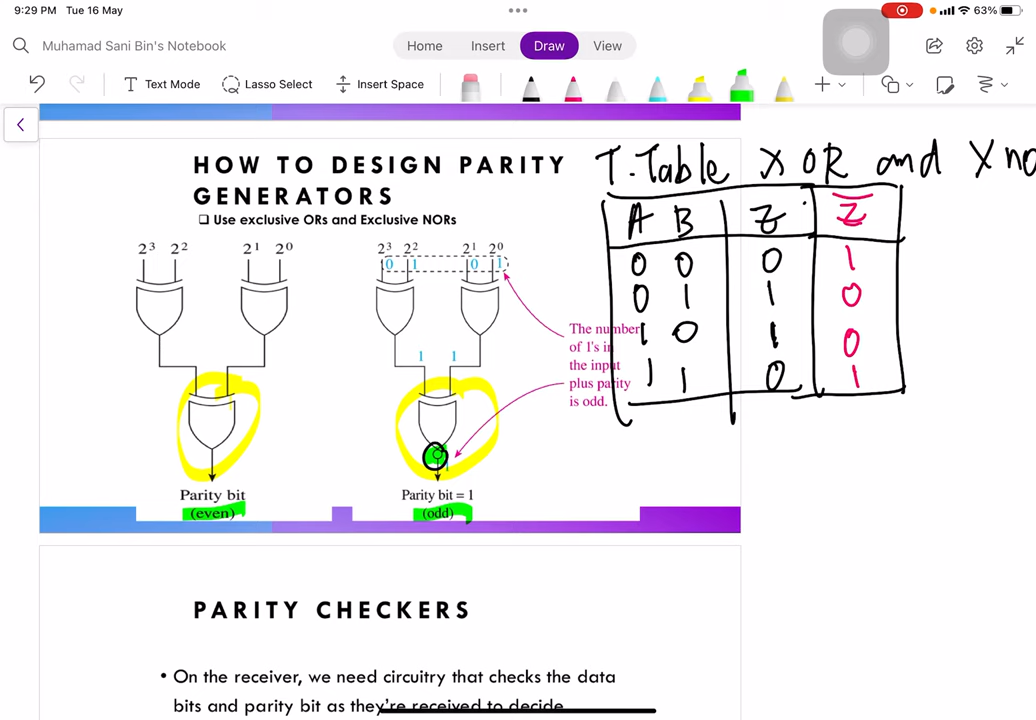 9:29 PM Tue 16 May
63%
Muhamad Sani Bin's Notebook
Home Insert Draw View
Text Mode Lasso Select Insert Space
HOW TO DESIGN PARITY
GENERATORS
❑ Use exclusive ORs and Exclusive NORs
2³ 2² 2¹ 2⁰
2³ 2² 2¹ 2⁰
0 1 0 1
1 1
The number
of 1's in
the input
plus parity
is odd.
1
Parity bit
(even)
Parity bit = 1
(odd)
T.Table XOR and Xno
A B Z Z̅
0 0 0 1
0 1 1 0
1 0 1 0
1 1 0 1
PARITY CHECKERS
• On the receiver, we need circuitry that checks the data
bits and parity bit as they're received to decide